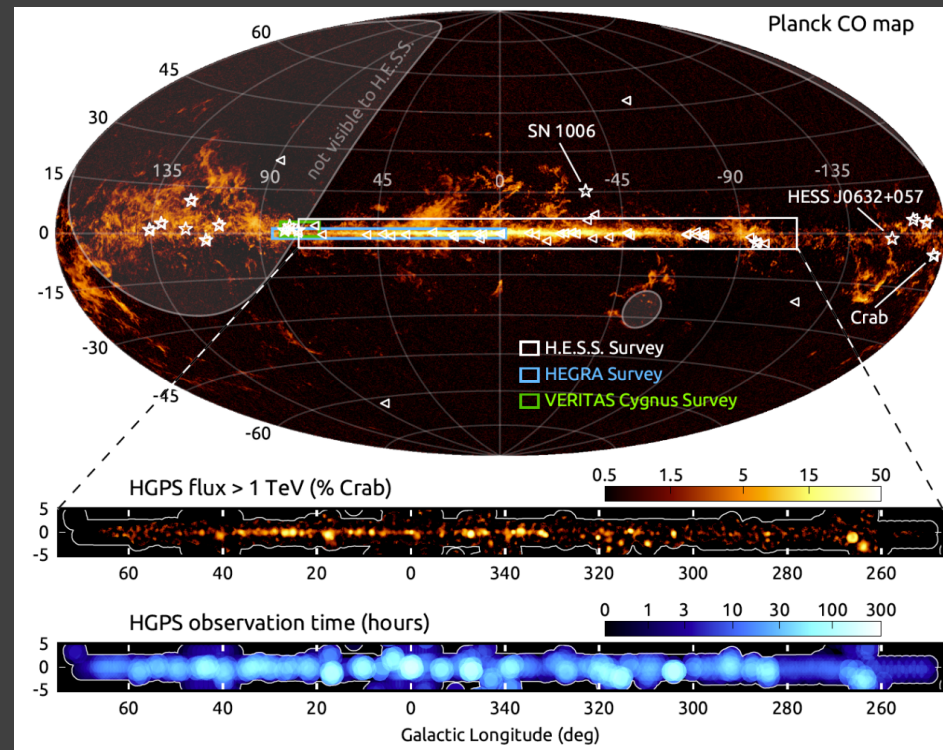 Planck CO map
60
45
30
15
0
-15
-30
-45
-60
135
90
45
0
-45
-90
-135
not visible to H.E.S.S.
SN 1006
HESS J0632+057
Crab
H.E.S.S. Survey
HEGRA Survey
VERITAS Cygnus Survey
HGPS flux > 1 TeV (% Crab)
0.5 1.5 5 15 50
5
0
-5
60 40 20 0 340 320 300 280 260
HGPS observation time (hours)
0 1 3 10 30 100 300
5
0
-5
60 40 20 0 340 320 300 280 260
Galactic Longitude (deg)